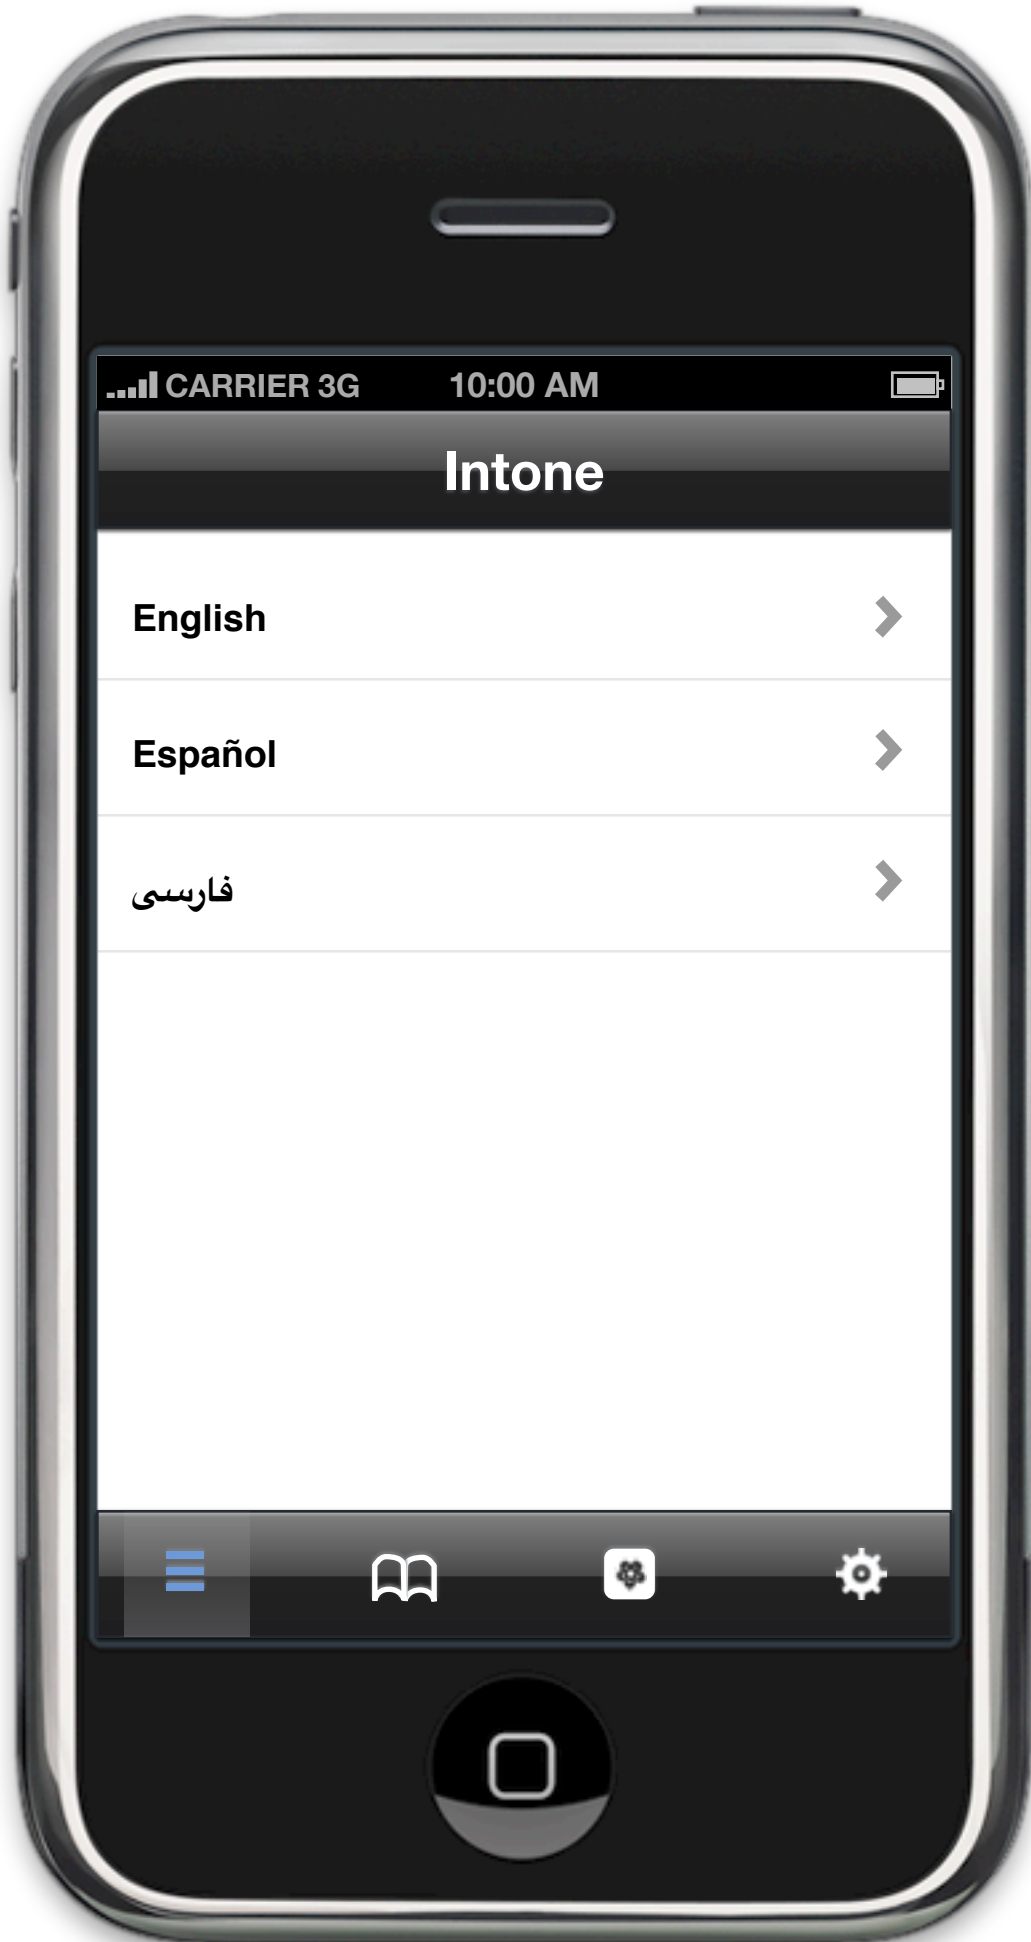 CARRIER 3G 10:00 AM
Intone
English
Español
فارسی